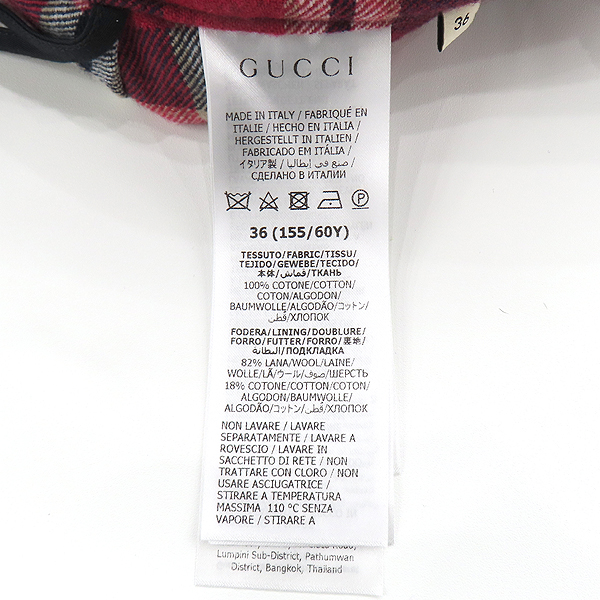 36
GUCCI
MADE IN ITALY / FABRIQUÉ EN
ITALIE / HECHO EN ITALIA /
HERGESTELLT IN ITALIEN /
FABRICADO EM ITÁLIA /
イタリア製 / صنع في إيطاليا /
СДЕЛАНО В ИТАЛИИ
P
36 (155/60Y)
TESSUTO/FABRIC/TISSU/
TEJIDO/GEWEBE/TECIDO/
本体/قماش/ТКАНЬ
100% COTONE/COTTON/
COTON/ALGODON/
BAUMWOLLE/ALGODÃO/コットン/
قطن/ХЛОПОК
FODERA/LINING/DOUBLURE/
FORRO/FUTTER/FORRO/裏地/
البطانة/ПОДКЛАДКА
82% LANA/WOOL/LAINE/
WOLLE/LÃ/ウール/صوف/ШЕРСТЬ
18% COTONE/COTTON/COTON/
ALGODON/BAUMWOLLE/
ALGODÃO/コットン/قطن/ХЛОПОК
NON LAVARE / LAVARE
SEPARATAMENTE / LAVARE A
ROVESCIO / LAVARE IN
SACCHETTO DI RETE / NON
TRATTARE CON CLORO / NON
USARE ASCIUGATRICE /
STIRARE A TEMPERATURA
MASSIMA 110 °C SENZA
VAPORE / STIRARE A
Lumpini Sub-District, Pathumwan
District, Bangkok, Thailand